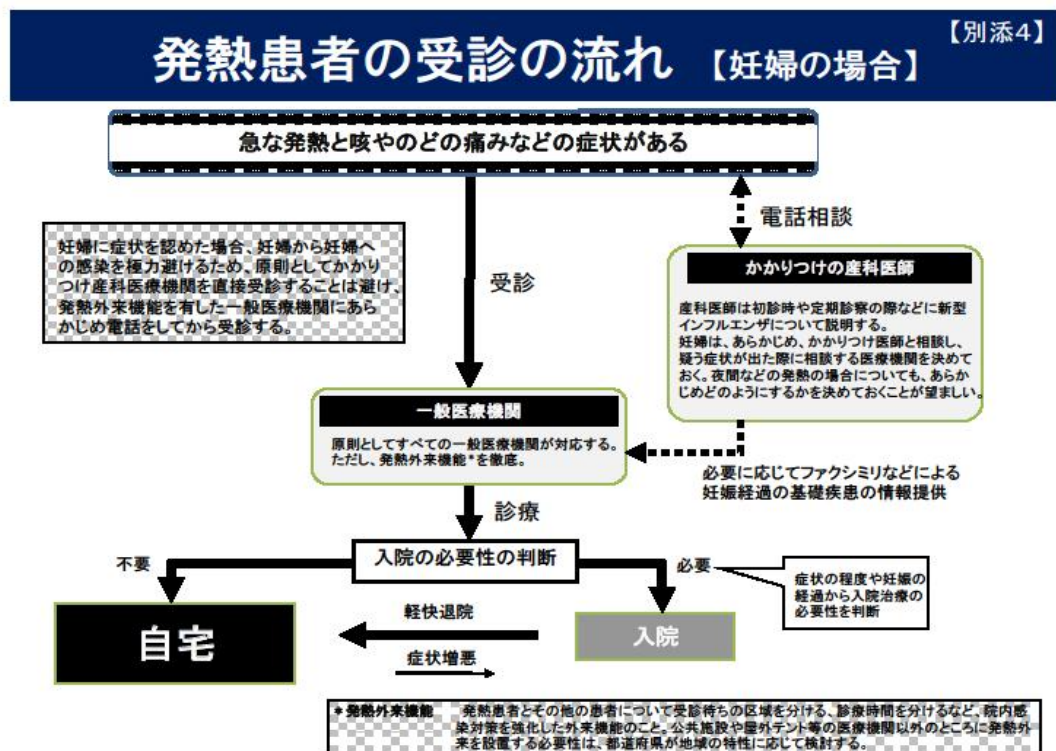 【別添4】
発熱患者の受診の流れ 【妊婦の場合】
急な発熱と咳やのどの痛みなどの症状がある
電話相談
妊婦に症状を認めた場合、妊婦から妊婦へ
の感染を極力避けるため、原則としてかかり
つけ産科医療機関を直接受診することは避け、
発熱外来機能を有した一般医療機関にあら
かじめ電話をしてから受診する。
受診
かかりつけの産科医師
産科医師は初診時や定期診察の際などに新型
インフルエンザについて説明する。
妊婦は、あらかじめ、かかりつけ医師と相談し、
疑う症状が出た際に相談する医療機関を決めて
おく。夜間などの発熱の場合についても、あらか
じめどのようにするかを決めておくことが望ましい。
一般医療機関
原則としてすべての一般医療機関が対応する。
ただし、発熱外来機能*を徹底。
必要に応じてファクシミリなどによる
妊娠経過の基礎疾患の情報提供
診療
入院の必要性の判断
不要
必要
症状の程度や妊娠の
経過から入院治療の
必要性を判断
自宅
軽快退院
症状増悪
入院
*発熱外来機能 発熱患者とその他の患者について受診待ちの区域を分ける、診療時間を分けるなど、院内感
染対策を強化した外来機能のこと。公共施設や屋外テント等の医療機関以外のところに発熱外
来を設置する必要性は、都道府県が地域の特性に応じて検討する。